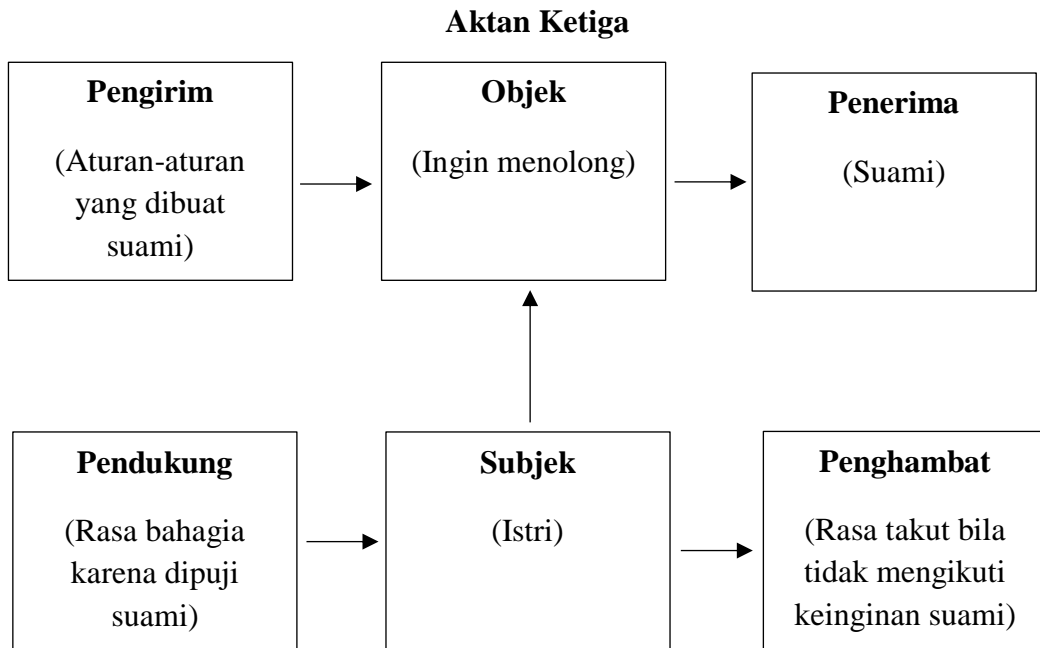 Aktan Ketiga
Pengirim
(Aturan-aturan
yang dibuat
suami)
Objek
(Ingin menolong)
Penerima
(Suami)
Pendukung
(Rasa bahagia
karena dipuji
suami)
Subjek
(Istri)
Penghambat
(Rasa takut bila
tidak mengikuti
keinginan suami)